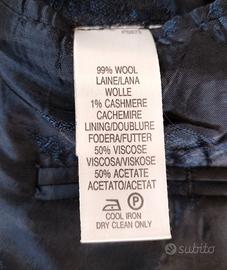 99% WOOL
LAINE/LANA
WOLLE
1% CASHMERE
CACHEMIRE
LINING/DOUBLURE
FODERA/FUTTER
50% VISCOSE
VISCOSA/VISKOSE
50% ACETATE
ACETATO/ACETAT
COOL IRON
DRY CLEAN ONLY
subito